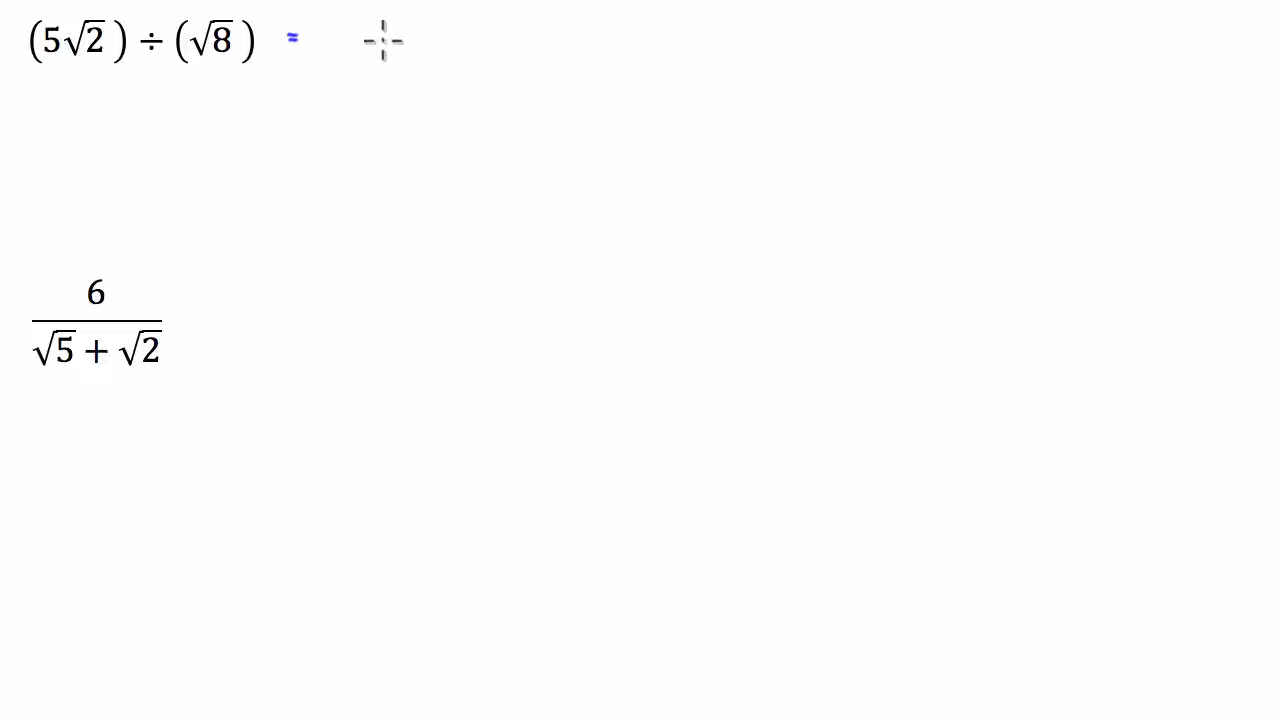 (5√2 ) ÷ (√8 ) =
6
√5 + √2